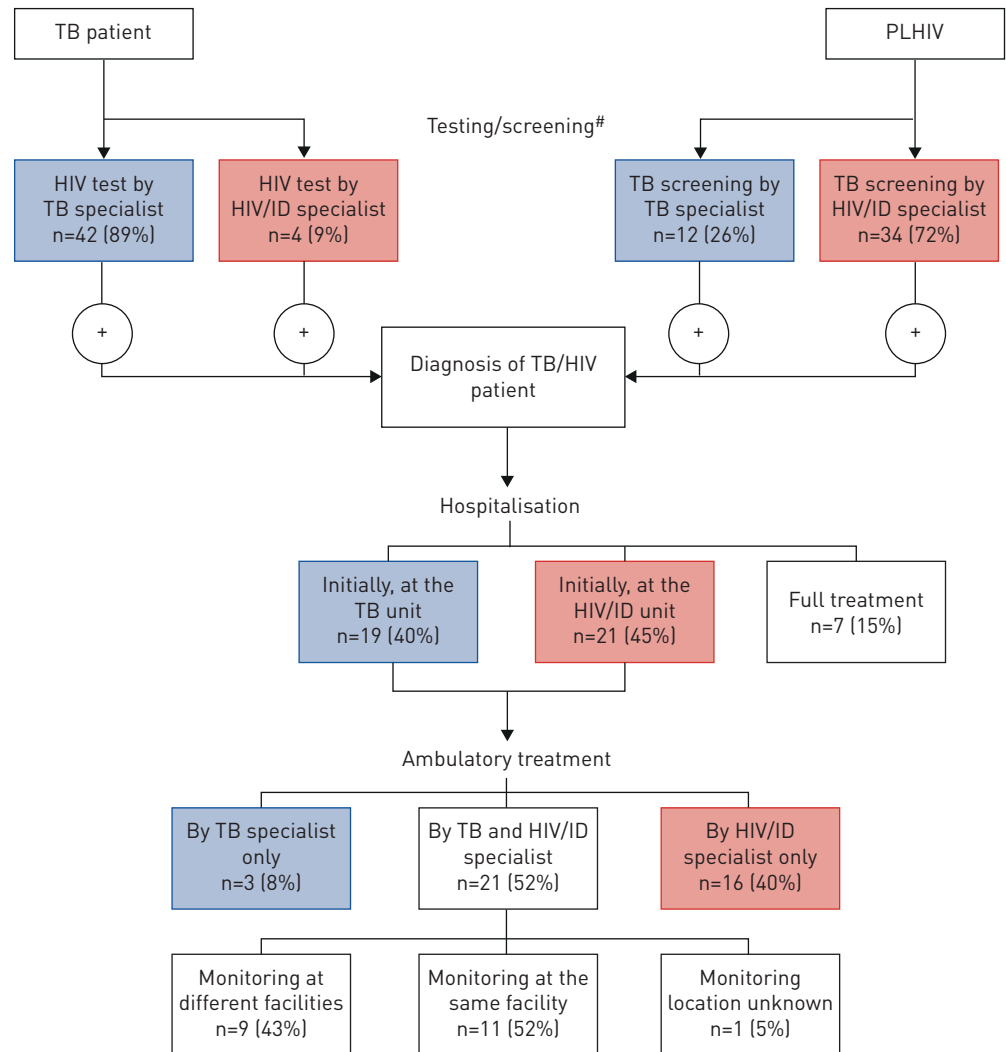 TB patient
PLHIV
Testing/screening#
HIV test by
TB specialist
n=42 (89%)
HIV test by
HIV/ID specialist
n=4 (9%)
TB screening by
TB specialist
n=12 (26%)
TB screening by
HIV/ID specialist
n=34 (72%)
+
+
+
+
Diagnosis of TB/HIV
patient
Hospitalisation
Initially, at the
TB unit
n=19 (40%)
Initially, at the
HIV/ID unit
n=21 (45%)
Full treatment
n=7 (15%)
Ambulatory treatment
By TB specialist
only
n=3 (8%)
By TB and HIV/ID
specialist
n=21 (52%)
By HIV/ID
specialist only
n=16 (40%)
Monitoring at
different facilities
n=9 (43%)
Monitoring at the
same facility
n=11 (52%)
Monitoring
location unknown
n=1 (5%)